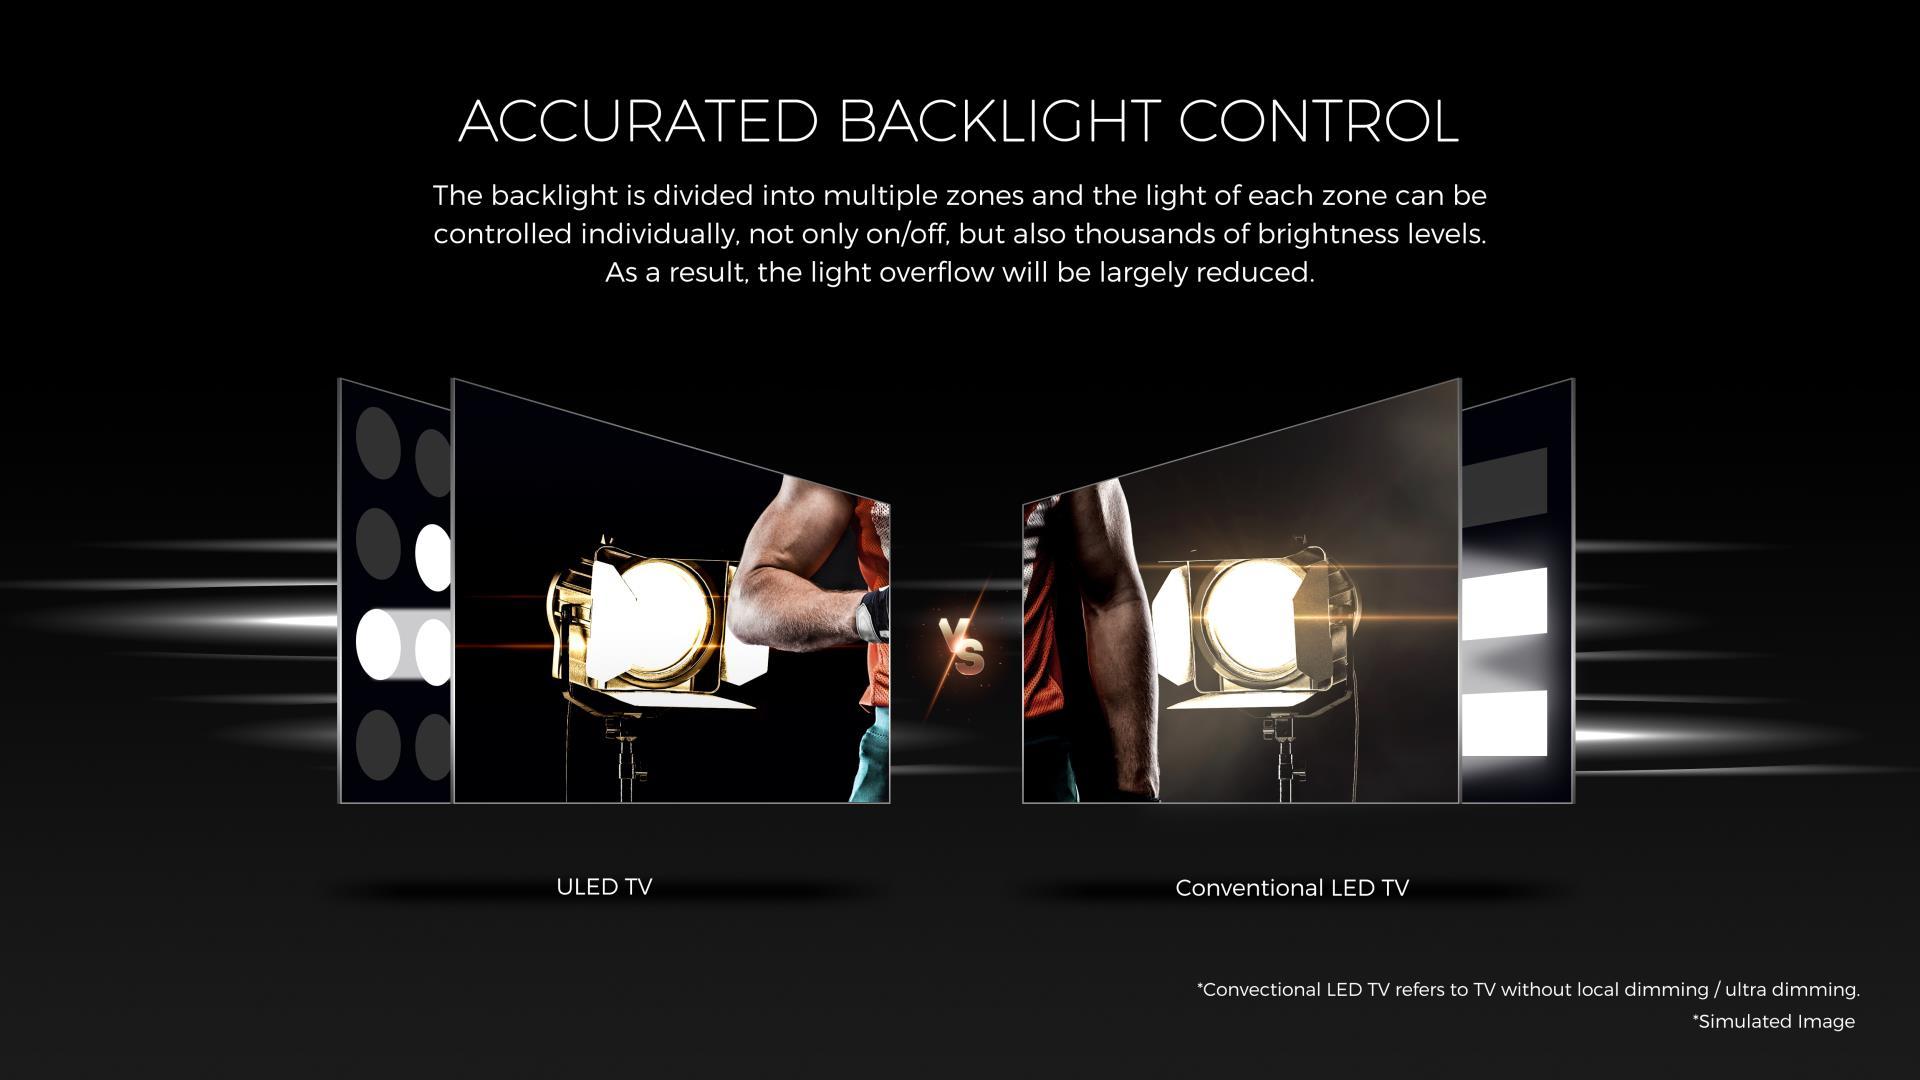 ACCURATED BACKLIGHT CONTROL
The backlight is divided into multiple zones and the light of each zone can be
controlled individually, not only on/off, but also thousands of brightness levels.
As a result, the light overflow will be largely reduced.
VS
ULED TV
Conventional LED TV
*Convectional LED TV refers to TV without local dimming / ultra dimming.
*Simulated Image